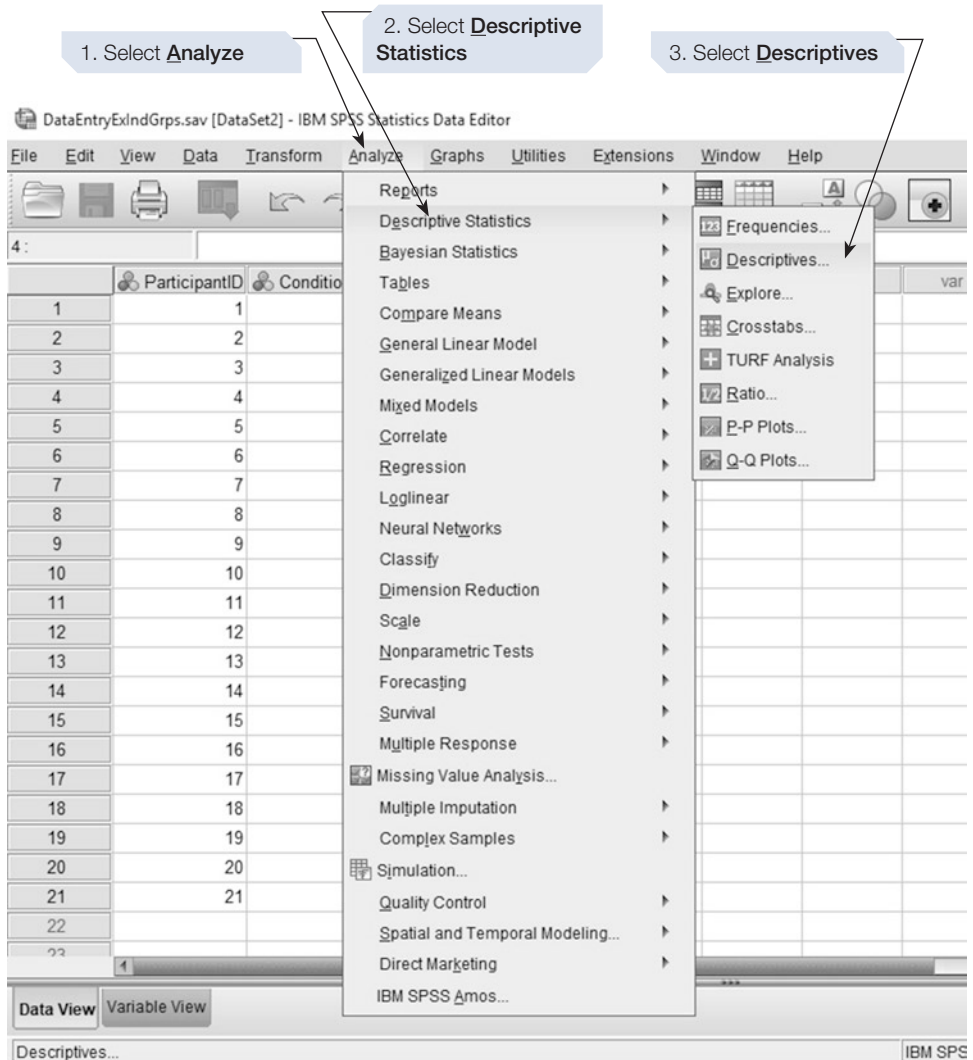 1. Select Analyze
2. Select Descriptive
Statistics
3. Select Descriptives
DataEntryExIndGrps.sav [DataSet2] - IBM SPSS Statistics Data Editor
File Edit View Data Transform Analyze Graphs Utilities Extensions Window Help
4 :
ParticipantID Conditio var
1 1
2 2
3 3
4 4
5 5
6 6
7 7
8 8
9 9
10 10
11 11
12 12
13 13
14 14
15 15
16 16
17 17
18 18
19 19
20 20
21 21
22
23
Reports
Descriptive Statistics
Bayesian Statistics
Tables
Compare Means
General Linear Model
Generalized Linear Models
Mixed Models
Correlate
Regression
Loglinear
Neural Networks
Classify
Dimension Reduction
Scale
Nonparametric Tests
Forecasting
Survival
Multiple Response
Missing Value Analysis...
Multiple Imputation
Complex Samples
Simulation...
Quality Control
Spatial and Temporal Modeling...
Direct Marketing
IBM SPSS Amos...
Frequencies...
Descriptives...
Explore...
Crosstabs...
TURF Analysis
Ratio...
P-P Plots...
Q-Q Plots...
Data View Variable View
Descriptives...
IBM SPS